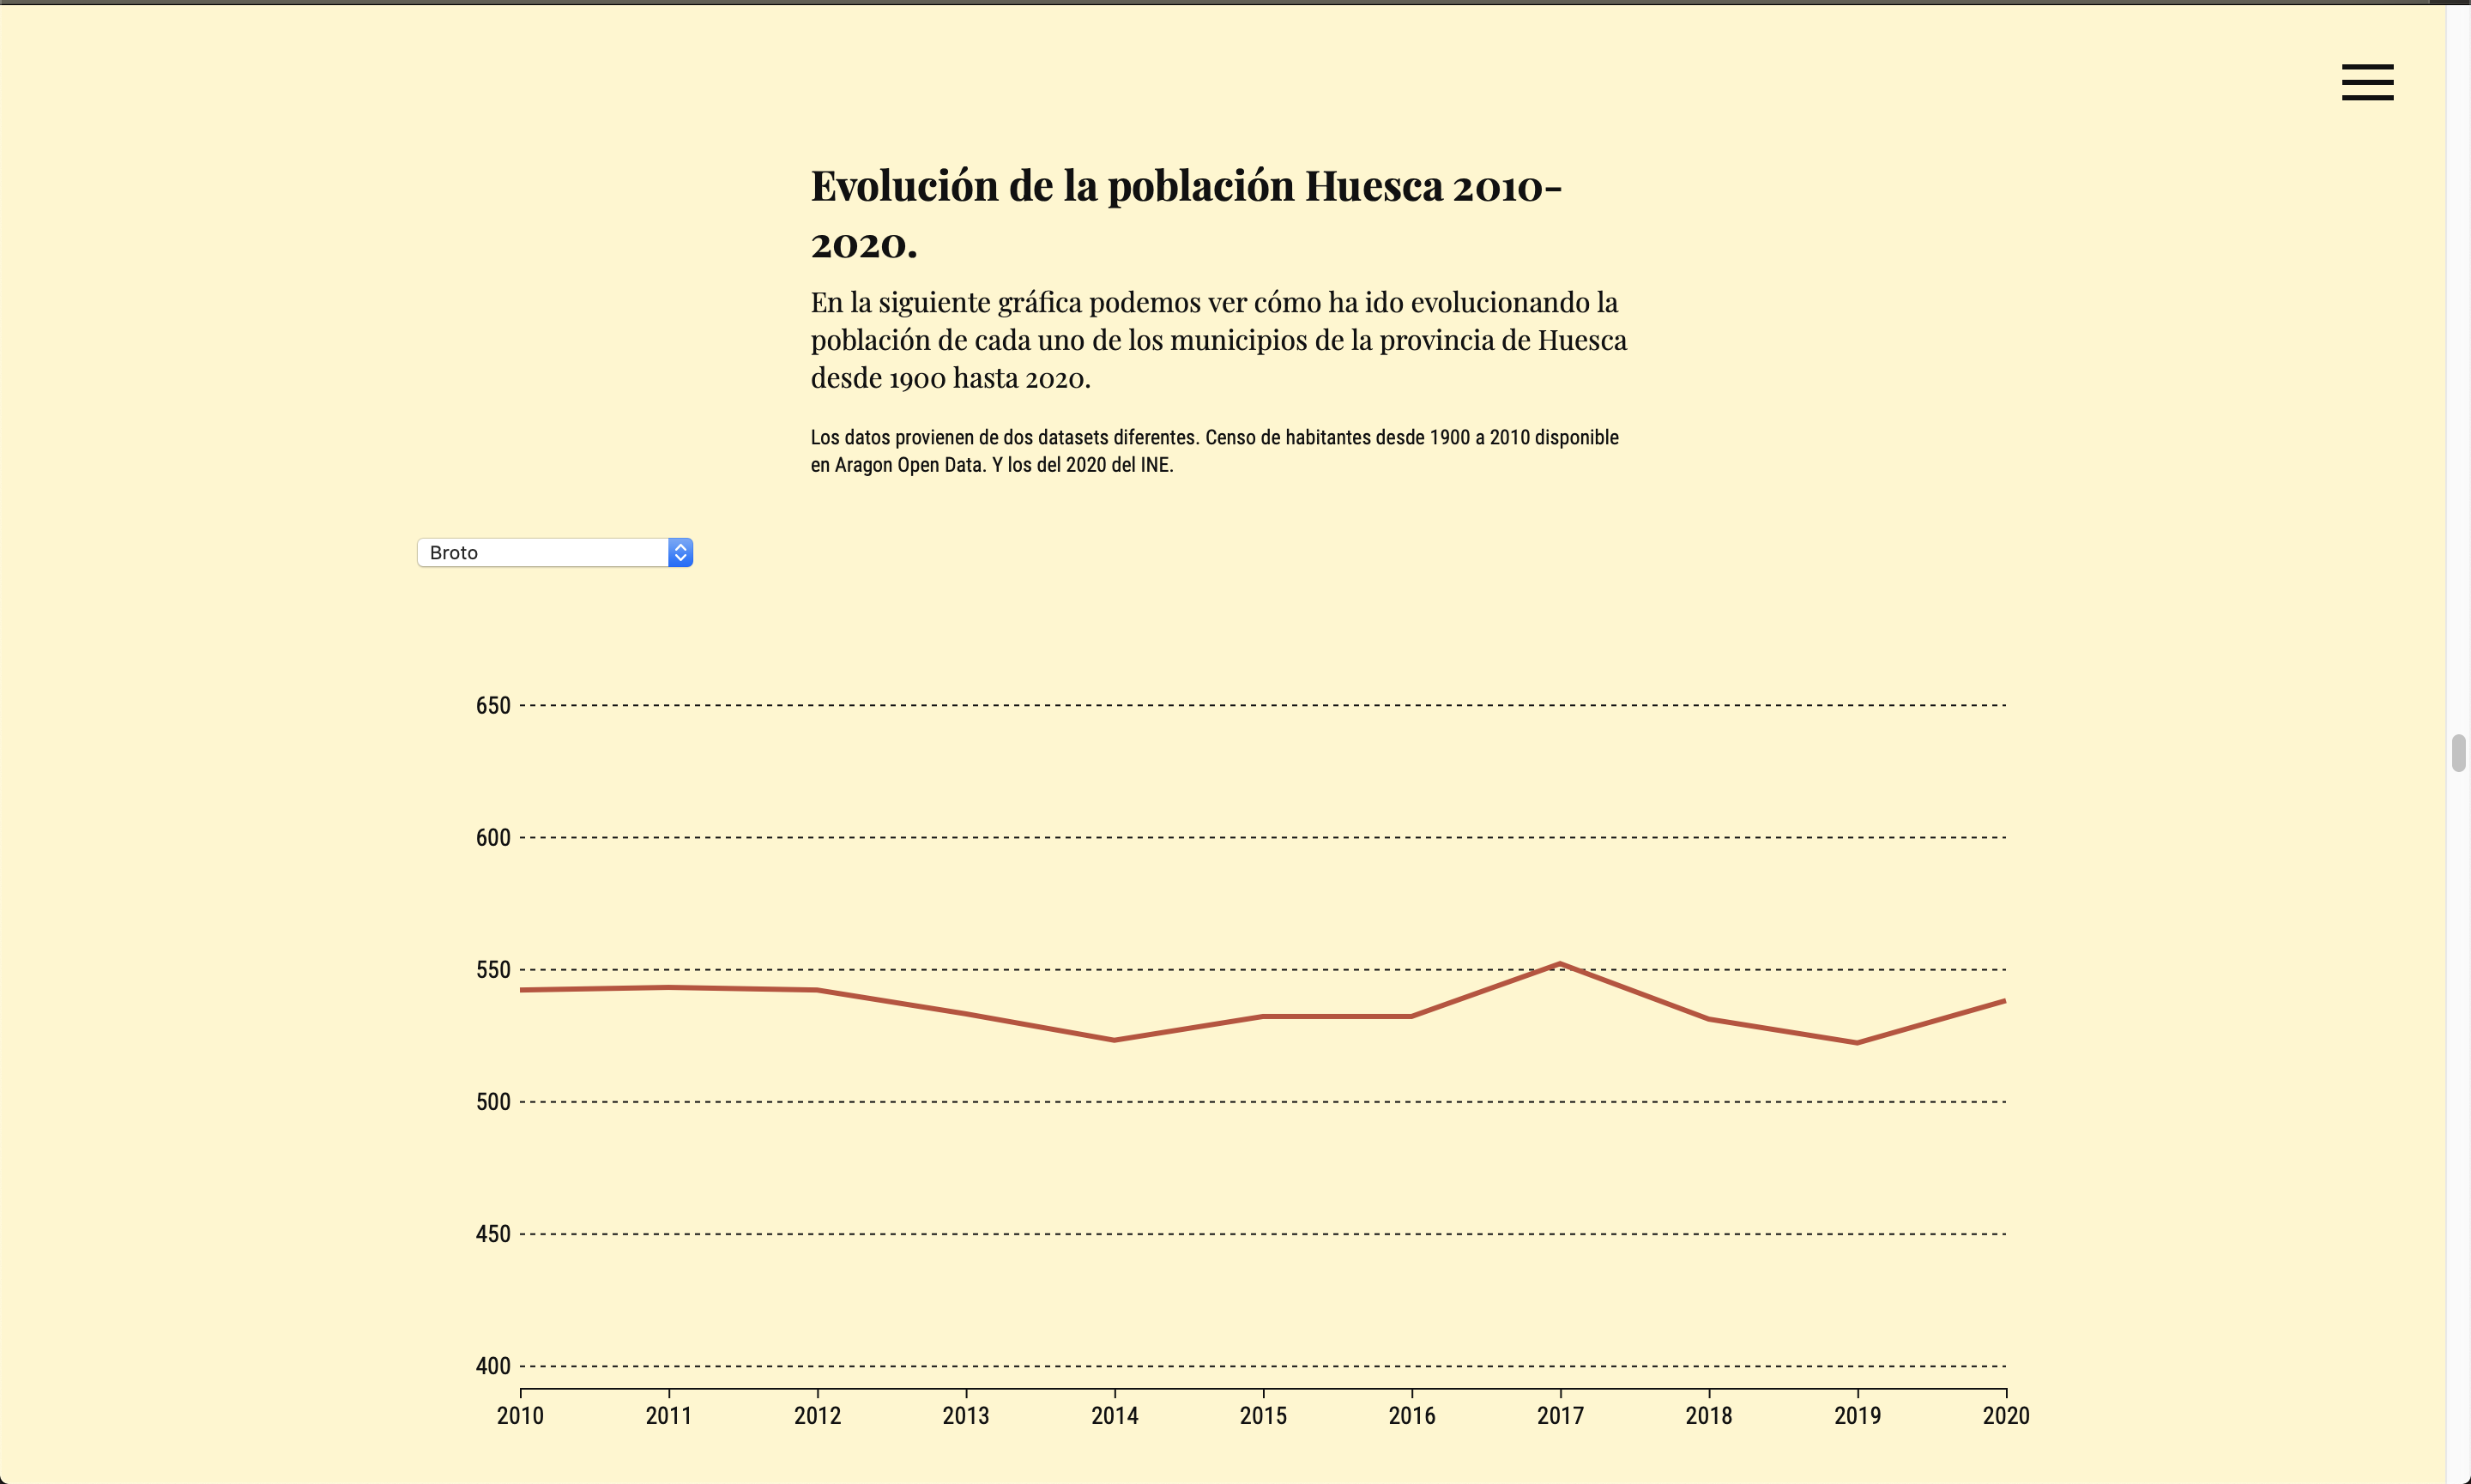 Evolución de la población Huesca 2010-
2020.
En la siguiente gráfica podemos ver cómo ha ido evolucionando la
población de cada uno de los municipios de la provincia de Huesca
desde 1900 hasta 2020.
Los datos provienen de dos datasets diferentes. Censo de habitantes desde 1900 a 2010 disponible
en Aragon Open Data. Y los del 2020 del INE.
Broto
650
600
550
500
450
400
2010 2011 2012 2013 2014 2015 2016 2017 2018 2019 2020